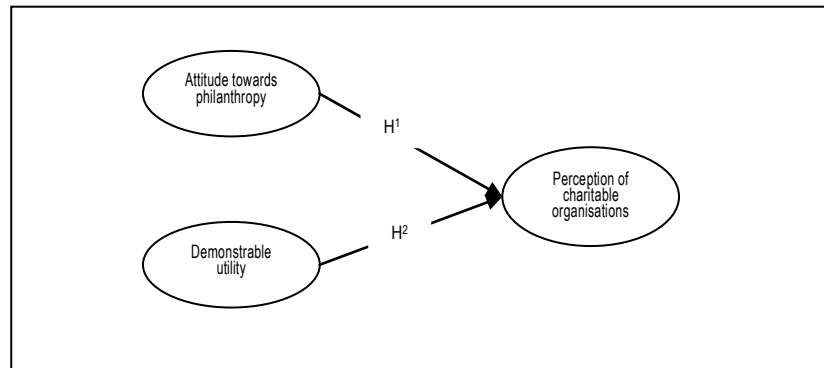 Attitude towards
philanthropy
H¹
Perception of
charitable
organisations
H²
Demonstrable
utility